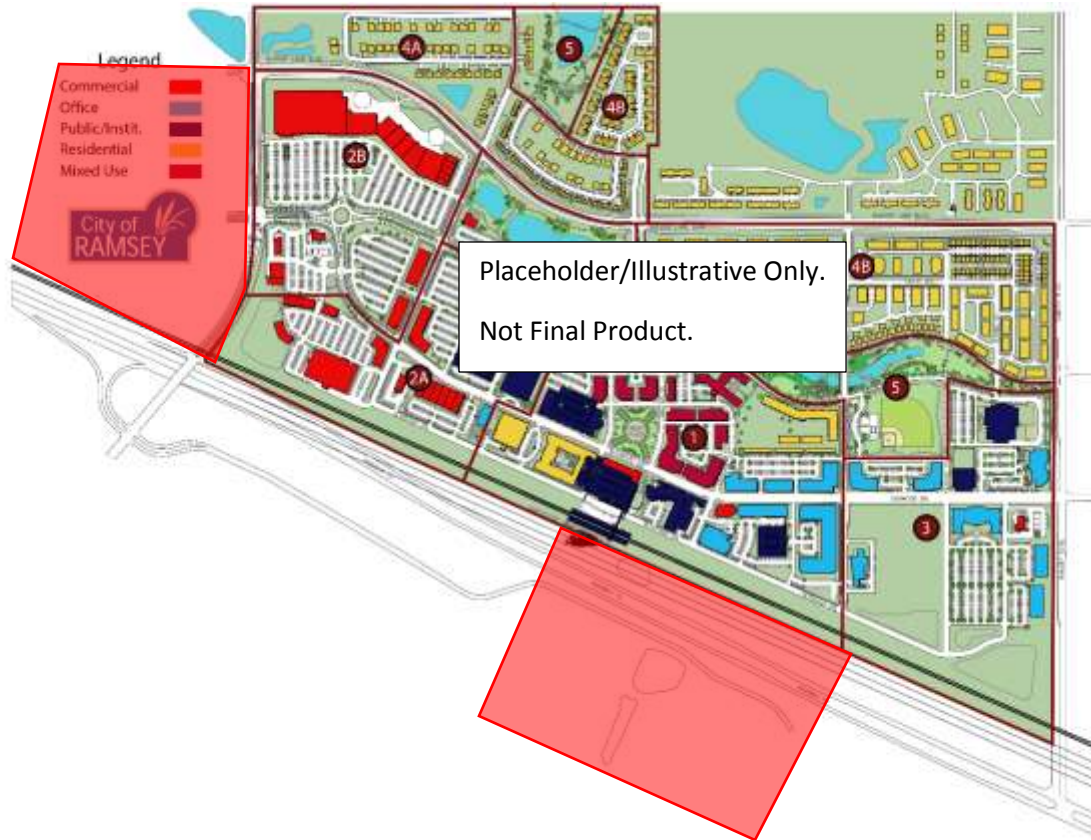 Legend
Commercial
Office
Public/Instit.
Residential
Mixed Use
City of
RAMSEY
4A
5
4B
2B
Placeholder/Illustrative Only.
Not Final Product.
4B
2A
5
1
3